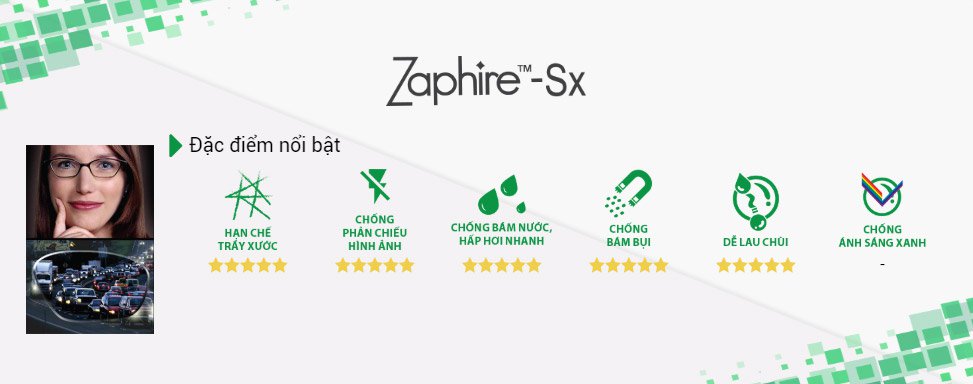 Zaphire™-Sx
Đặc điểm nổi bật
HẠN CHẾ
TRẦY XƯỚC
CHỐNG
PHẢN CHIẾU
HÌNH ẢNH
CHỐNG BÁM NƯỚC,
HẤP HƠI NHANH
CHỐNG
BÁM BỤI
DỄ LAU CHÙI
CHỐNG
ÁNH SÁNG XANH
-